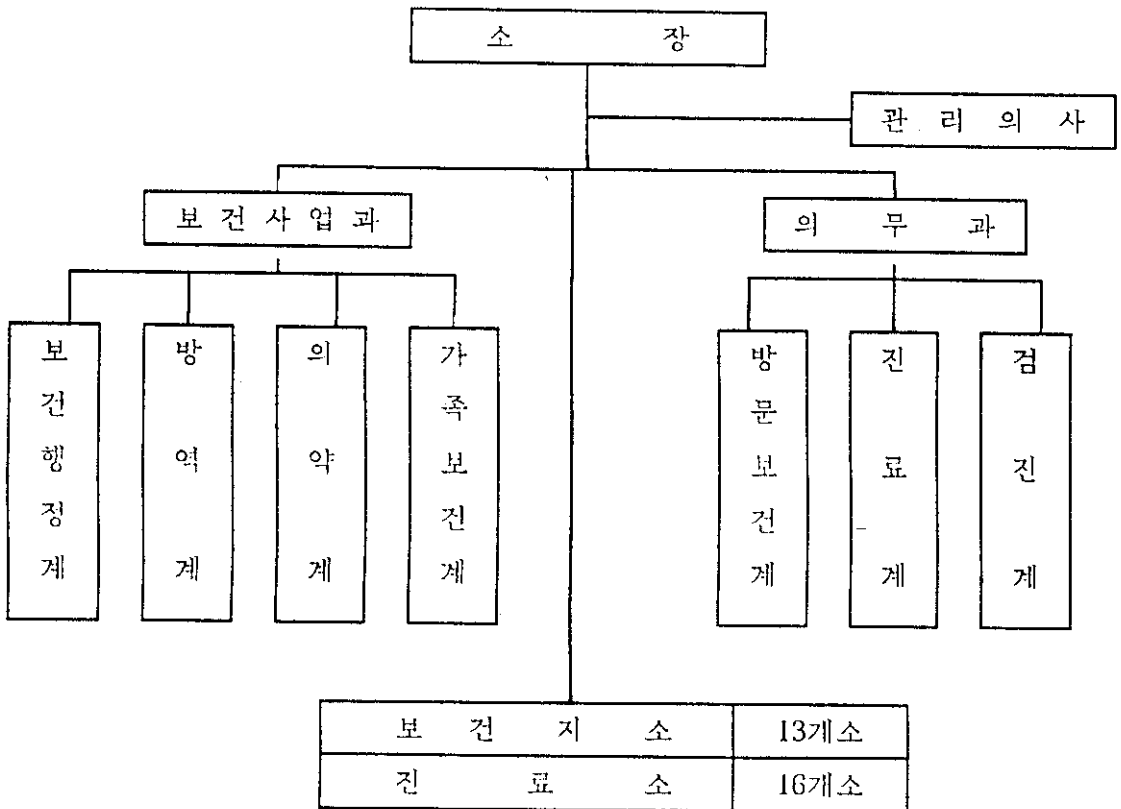 소 장
관 리 의 사
보 건 사 업 과
의 무 과
보건행정계
방역계
의약계
가족보건계
방문보건계
진료계
검진계
보 건 지 소 13개소
진 료 소 16개소